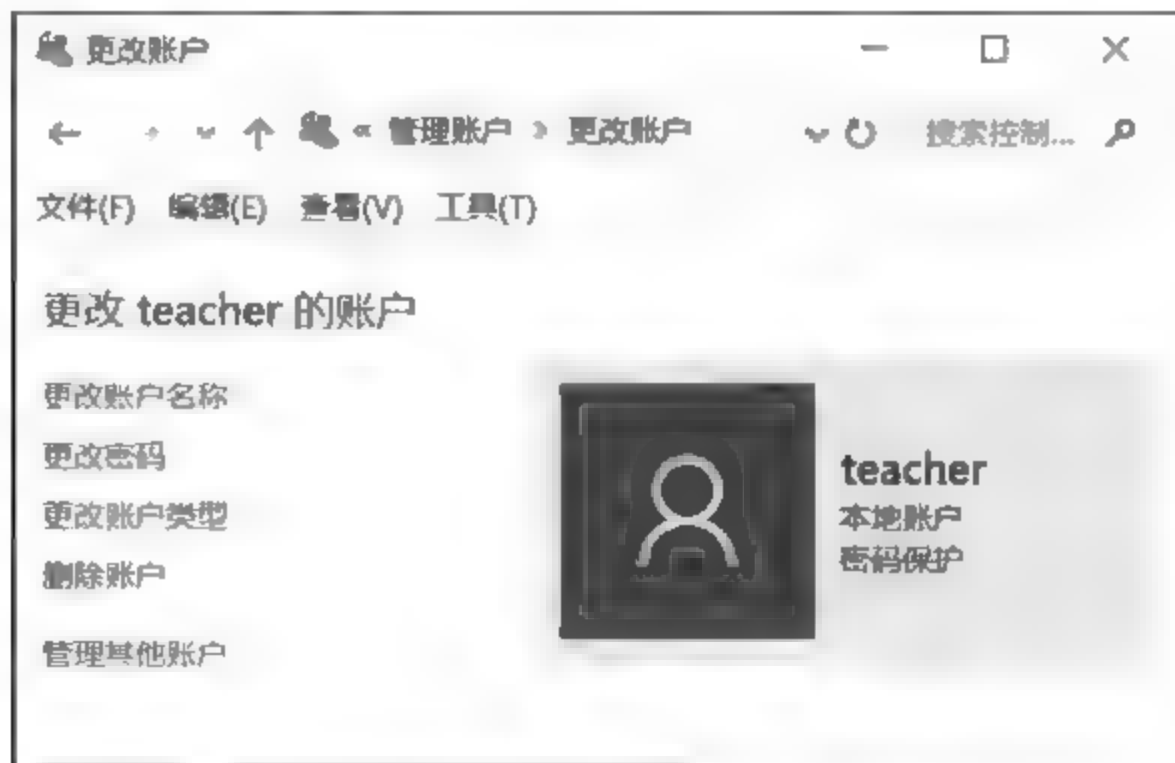 更改账户
« 管理账户 › 更改账户 搜索控制...
文件(F) 编辑(E) 查看(V) 工具(T)
更改 teacher 的账户
更改账户名称
更改密码
更改账户类型
删除账户
管理其他账户
teacher
本地账户
密码保护